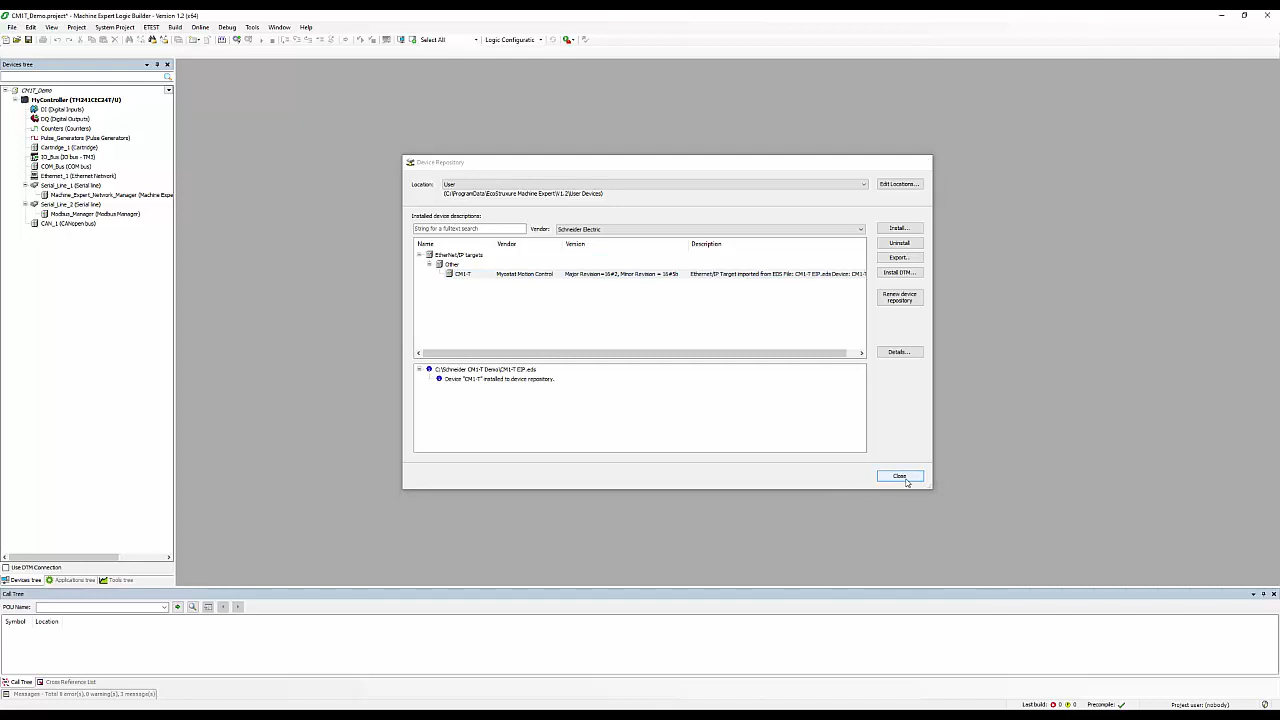 CM1T_Demo.project* - Machine Expert Logic Builder - Version 1.2 (x64)
File Edit View Project System Project ETEST Build Online Debug Tools Window Help
Select All
Logic Configuratic
Devices tree
CM1T_Demo
MyController (TM241CEC24T/U)
DI (Digital Inputs)
DQ (Digital Outputs)
Counters (Counters)
Pulse_Generators (Pulse Generators)
Cartridge_1 (Cartridge)
IO_Bus (IO bus - TM3)
COM_Bus (COM bus)
Ethernet_1 (Ethernet Network)
Serial_Line_1 (Serial line)
Machine_Expert_Network_Manager (Machine Expe
Serial_Line_2 (Serial line)
Modbus_Manager (Modbus Manager)
CAN_1 (CANopen bus)
Use DTM Connection
Devices tree Applications tree Tools tree
Device Repository
Location: User Edit Locations...
(C:\ProgramData\EcoStruxure Machine Expert\V1.2\User Devices)
Installed device descriptions:
String for a fulltext search Vendor: Schneider Electric
Name Vendor Version Description
EtherNet/IP targets
Other
CM1-T Myostat Motion Control Major Revision=16#2, Minor Revision = 16#5b Ethernet/IP Target imported from EDS File: CM1-T EIP.eds Device: CM1-T
Install...
Uninstall
Export...
Install DTM...
Renew device
repository
Details...
C:\Schneider CM1-T Demo\CM1-T EIP.eds
Device "CM1-T" installed to device repository.
Close
Call Tree
POU Name:
Symbol Location
Call Tree Cross Reference List
Messages - Total 8 error(s), 0 warning(s), 3 message(s)
Last build: 0 0 Precompile: Project user: (nobody)